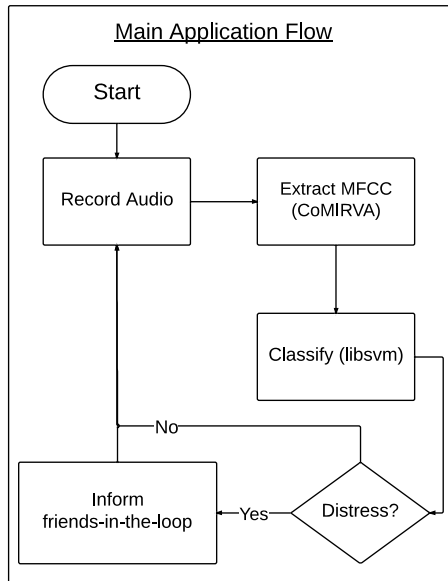 Main Application Flow
Start
Record Audio
Extract MFCC
(CoMIRVA)
Classify (libsvm)
No
Inform
friends-in-the-loop
Yes
Distress?